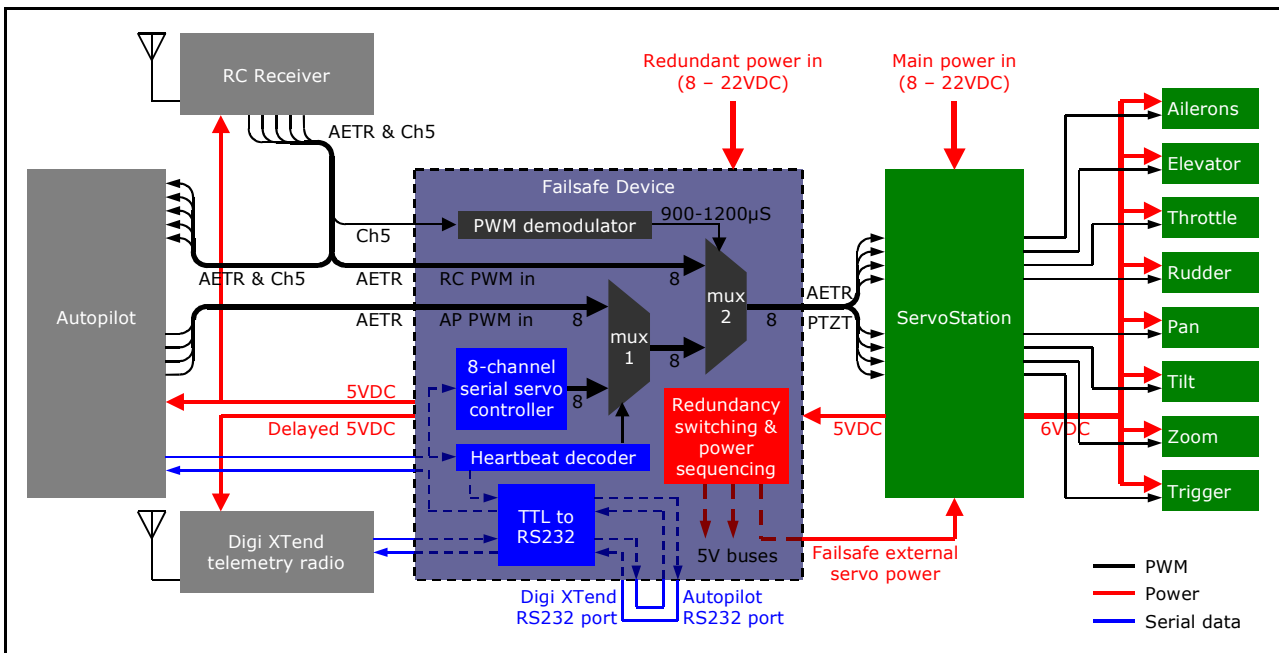 RC Receiver
AETR & Ch5
Redundant power in
(8 – 22VDC)
Main power in
(8 – 22VDC)
Autopilot
AETR & Ch5
AETR
AETR
5VDC
Delayed 5VDC
Digi XTend
telemetry radio
Failsafe Device
Ch5
PWM demodulator
900-1200µS
RC PWM in
8
AP PWM in
8
mux
1
8
mux
2
8
8-channel
serial servo
controller
8
Heartbeat decoder
TTL to
RS232
Redundancy
switching &
power
sequencing
5V buses
Digi XTend
RS232 port
Autopilot
RS232 port
AETR
PTZT
5VDC
ServoStation
6VDC
Failsafe external
servo power
Ailerons
Elevator
Throttle
Rudder
Pan
Tilt
Zoom
Trigger
PWM
Power
Serial data